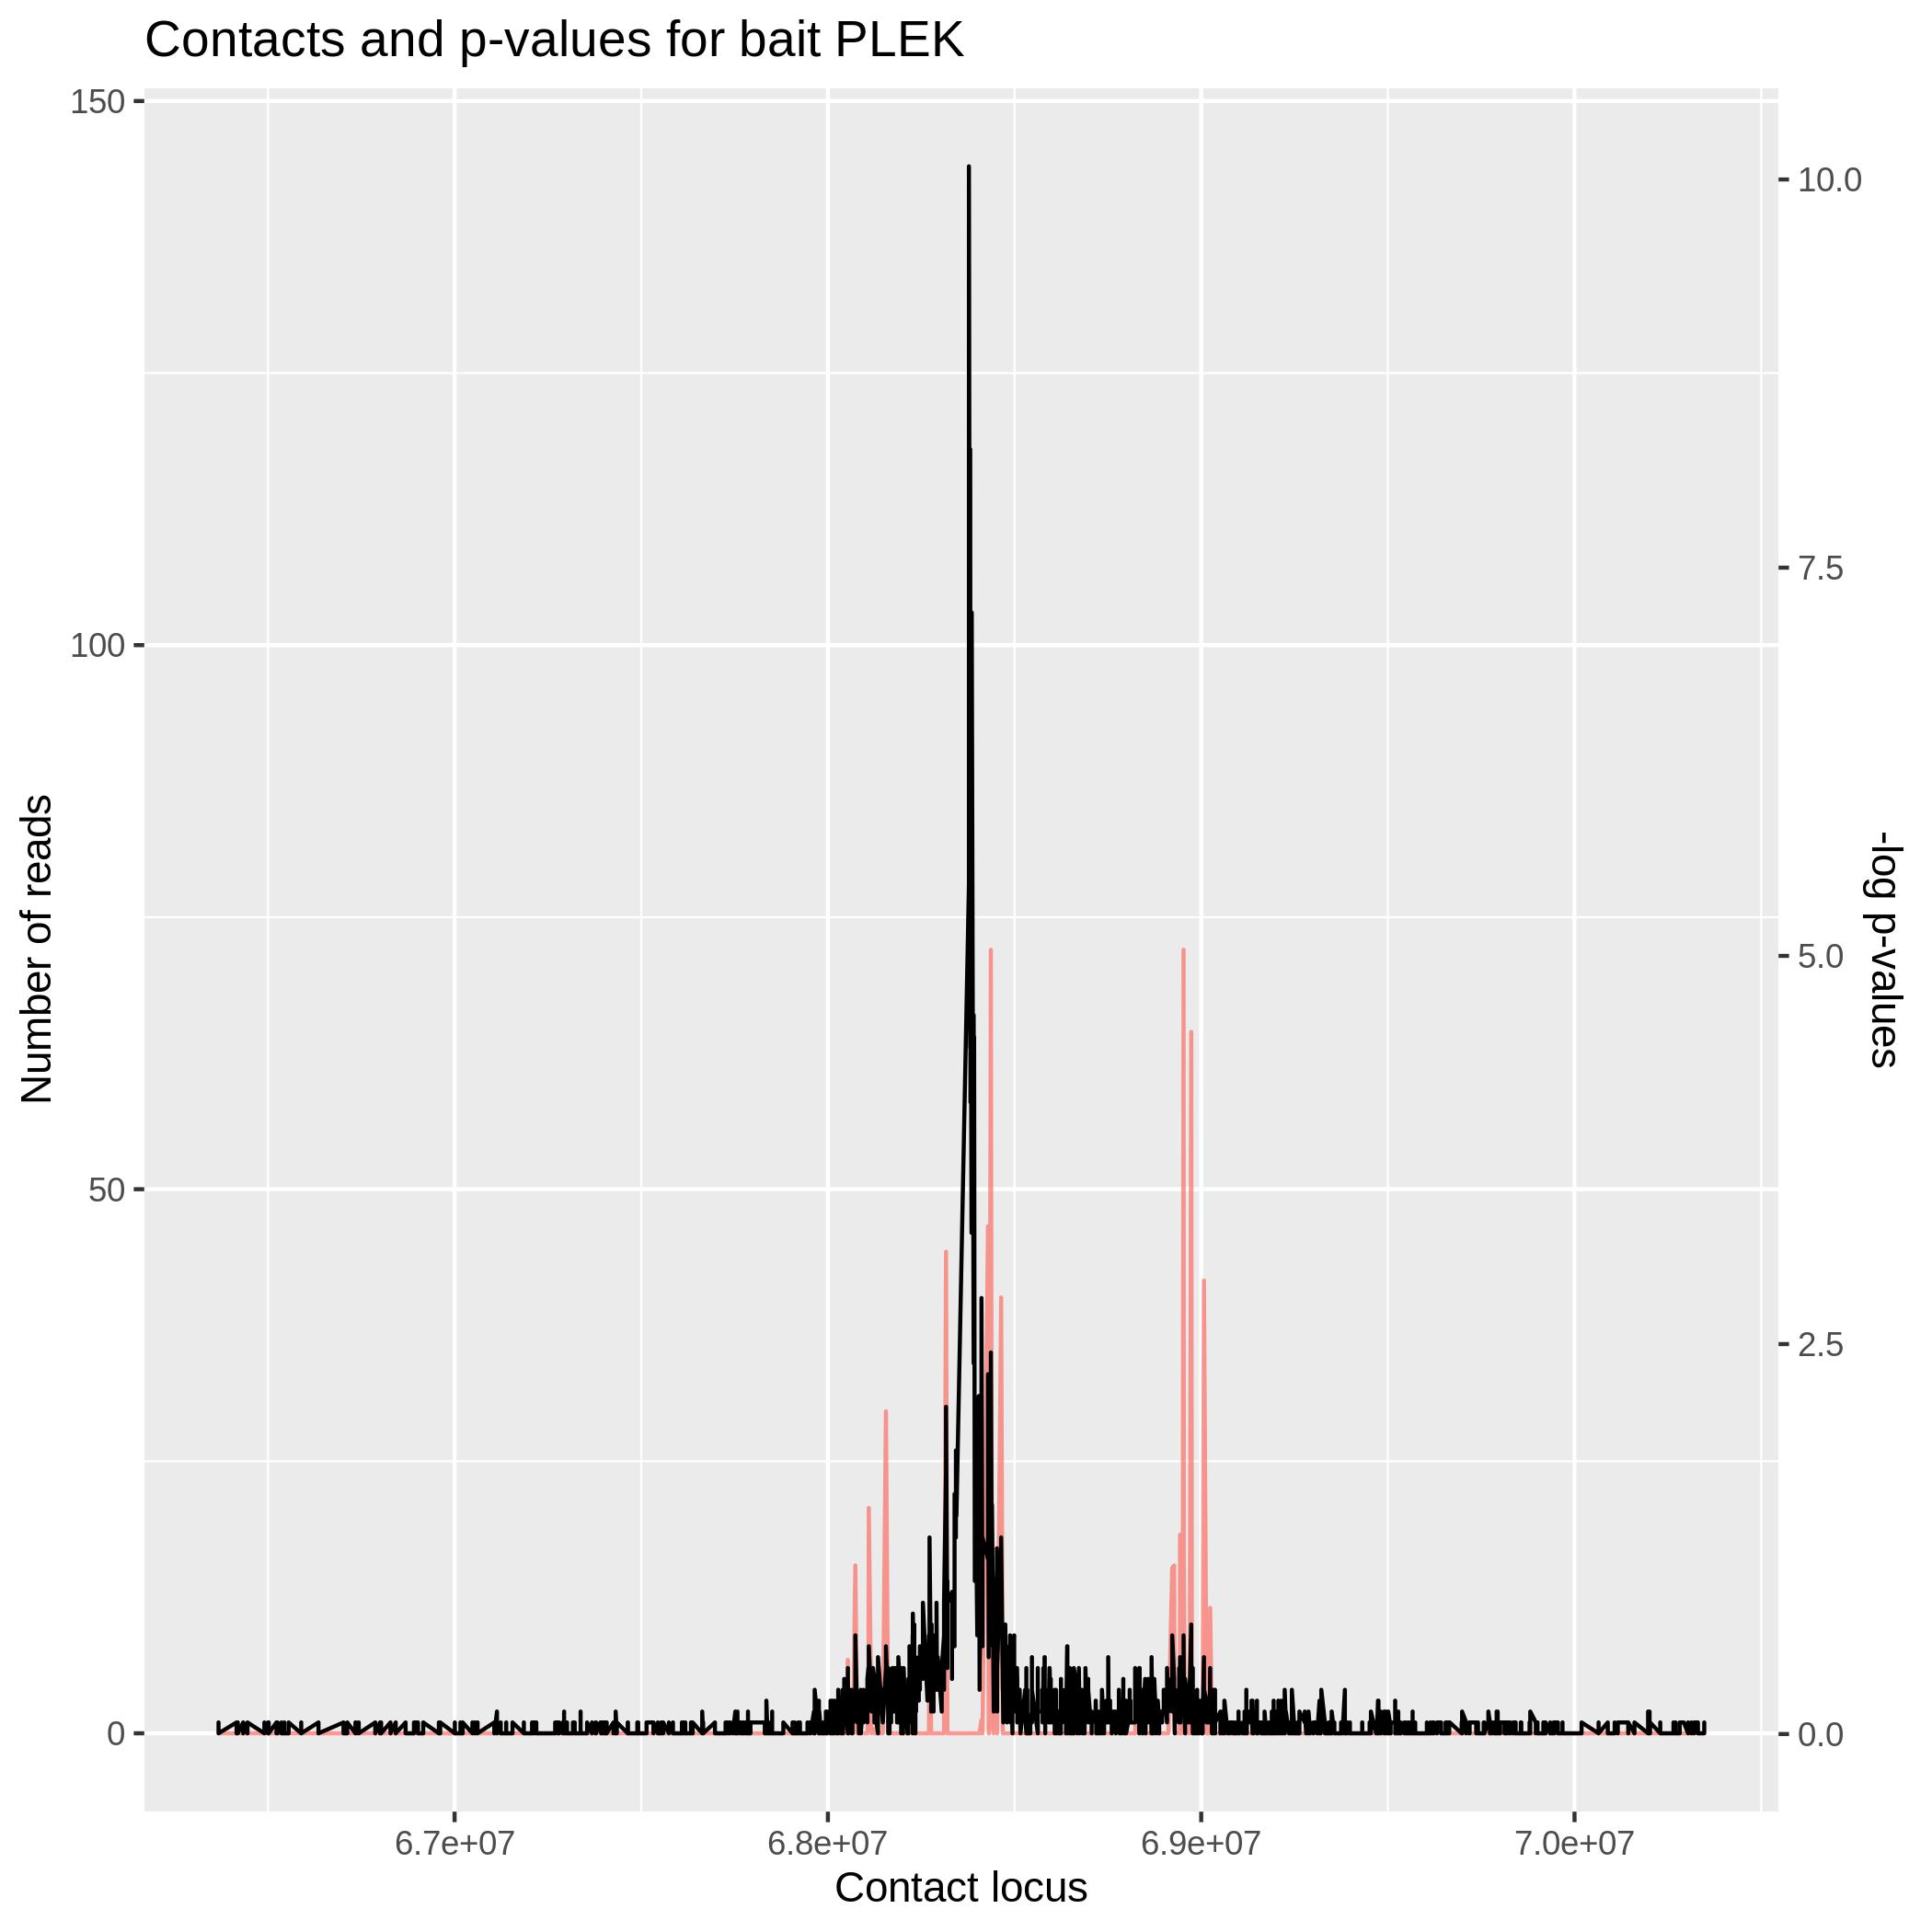 Contacts and p-values for bait PLEK
150
100
50
0
Number of reads
10.0
7.5
5.0
2.5
0.0
-log p-values
6.7e+07
6.8e+07
6.9e+07
7.0e+07
Contact locus